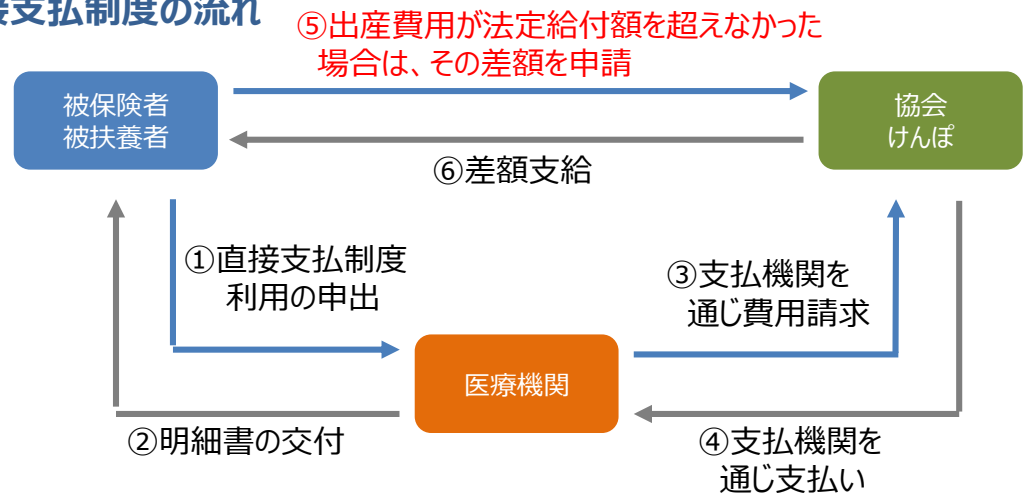 接支払制度の流れ
⑤出産費用が法定給付額を超えなかった
場合は、その差額を申請
被保険者
被扶養者
協会
けんぽ
⑥差額支給
①直接支払制度
利用の申出
③支払機関を
通じ費用請求
医療機関
②明細書の交付
④支払機関を
通じ支払い